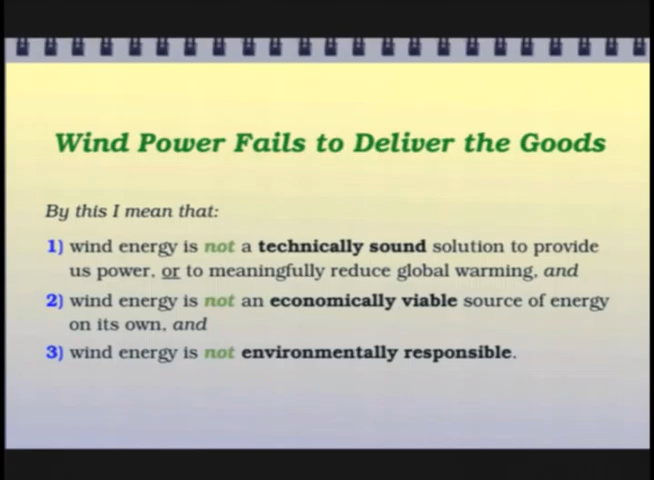 Wind Power Fails to Deliver the Goods
By this I mean that:
1) wind energy is not a technically sound solution to provide
us power, or to meaningfully reduce global warming, and
2) wind energy is not an economically viable source of energy
on its own, and
3) wind energy is not environmentally responsible.